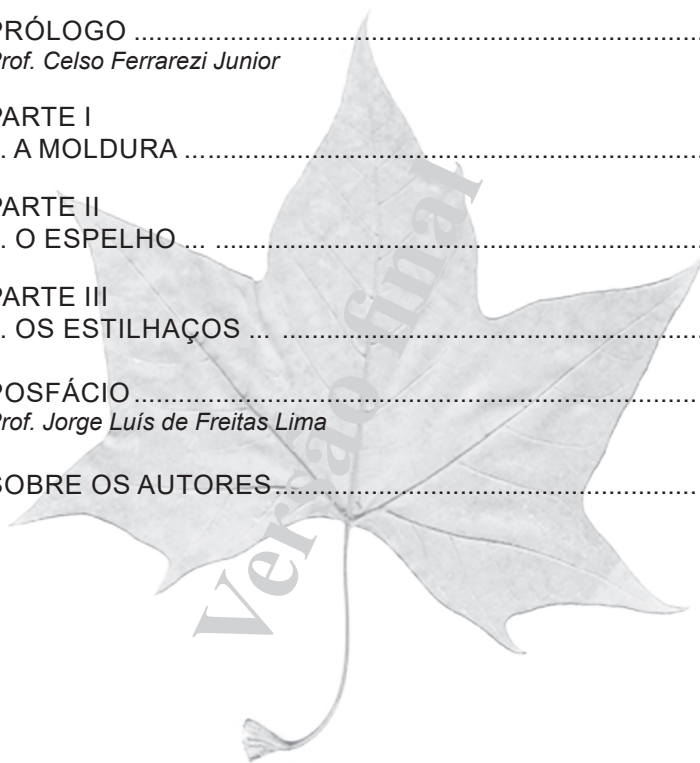 PRÓLOGO ................................................................................
Prof. Celso Ferrarezi Junior
PARTE I
. A MOLDURA ................................................................................
PARTE II
. O ESPELHO ... ................................................................................
PARTE III
. OS ESTILHAÇOS ... ................................................................................
POSFÁCIO ................................................................................
Prof. Jorge Luís de Freitas Lima
SOBRE OS AUTORES ................................................................................
Versão final